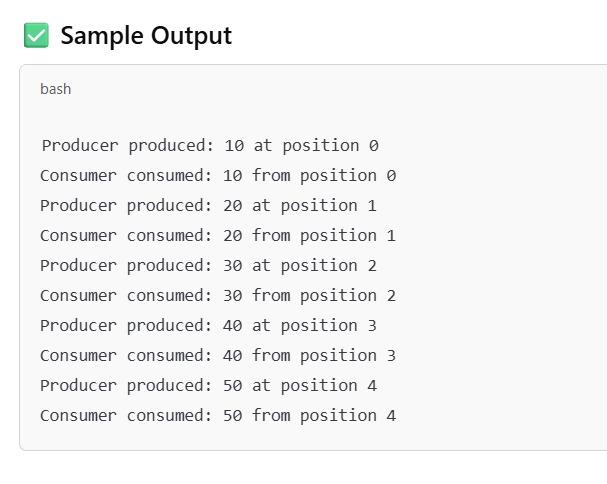 ✅ Sample Output
bash
Producer produced: 10 at position 0
Consumer consumed: 10 from position 0
Producer produced: 20 at position 1
Consumer consumed: 20 from position 1
Producer produced: 30 at position 2
Consumer consumed: 30 from position 2
Producer produced: 40 at position 3
Consumer consumed: 40 from position 3
Producer produced: 50 at position 4
Consumer consumed: 50 from position 4